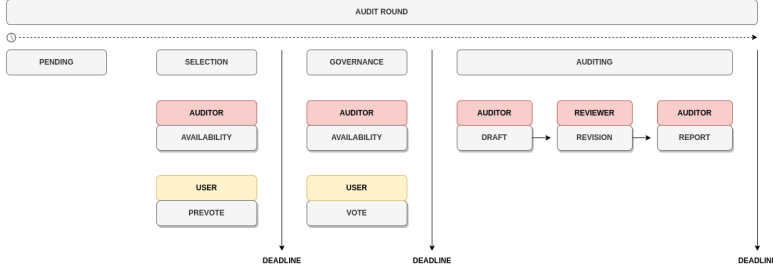 AUDIT ROUND
PENDING
SELECTION
GOVERNANCE
AUDITING
AUDITOR
AUDITOR
AUDITOR
REVIEWER
AUDITOR
AVAILABILITY
AVAILABILITY
DRAFT
REVISION
REPORT
USER
USER
PREVOTE
VOTE
DEADLINE
DEADLINE
DEADLINE